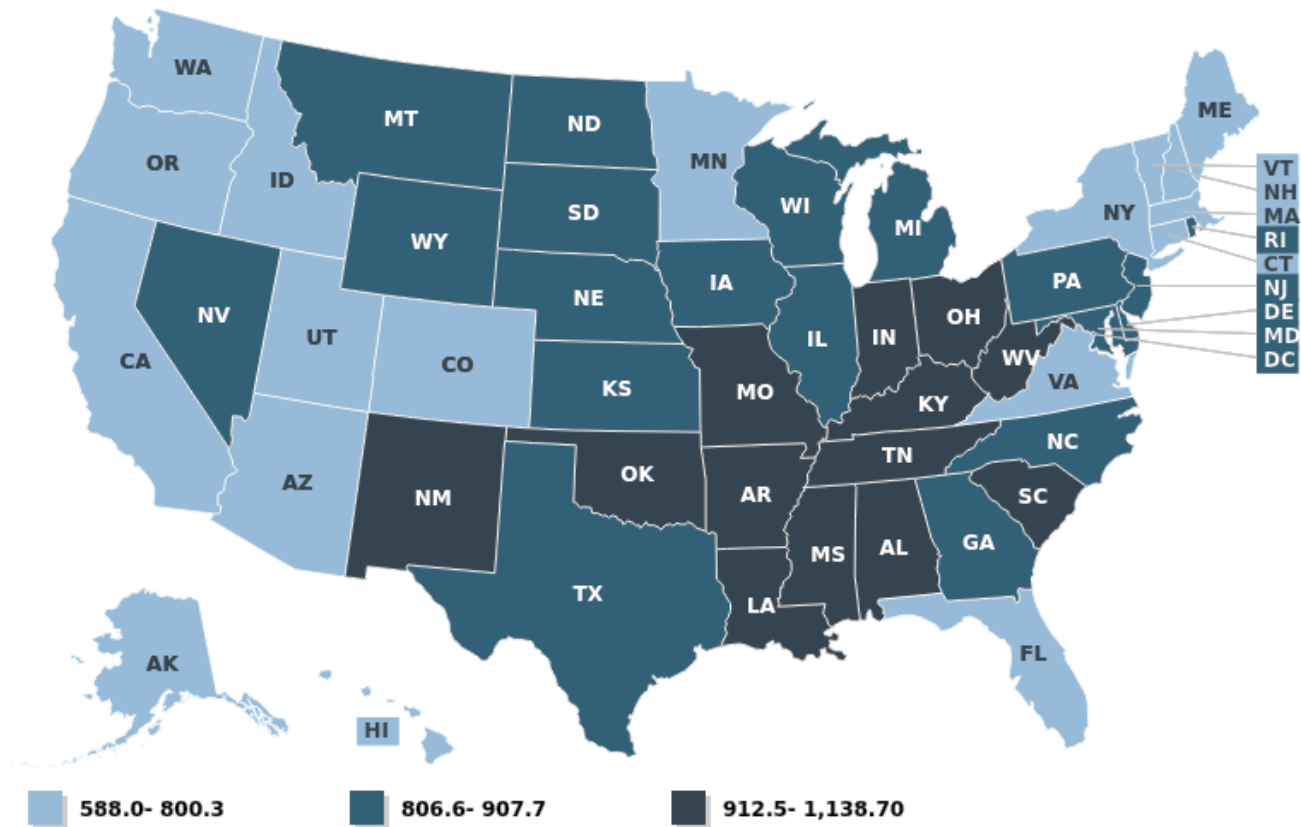 WA
MT
ND
ME
OR
ID
MN
VT
NH
WI
SD
NY
MA
MI
RI
WY
CT
PA
IA
NJ
NE
NV
DE
OH
MD
UT
IN
IL
WV
DC
CA
CO
VA
KS
MO
KY
NC
TN
OK
AZ
AR
SC
NM
GA
AL
MS
TX
LA
FL
AK
HI
588.0- 800.3
806.6- 907.7
912.5- 1,138.70